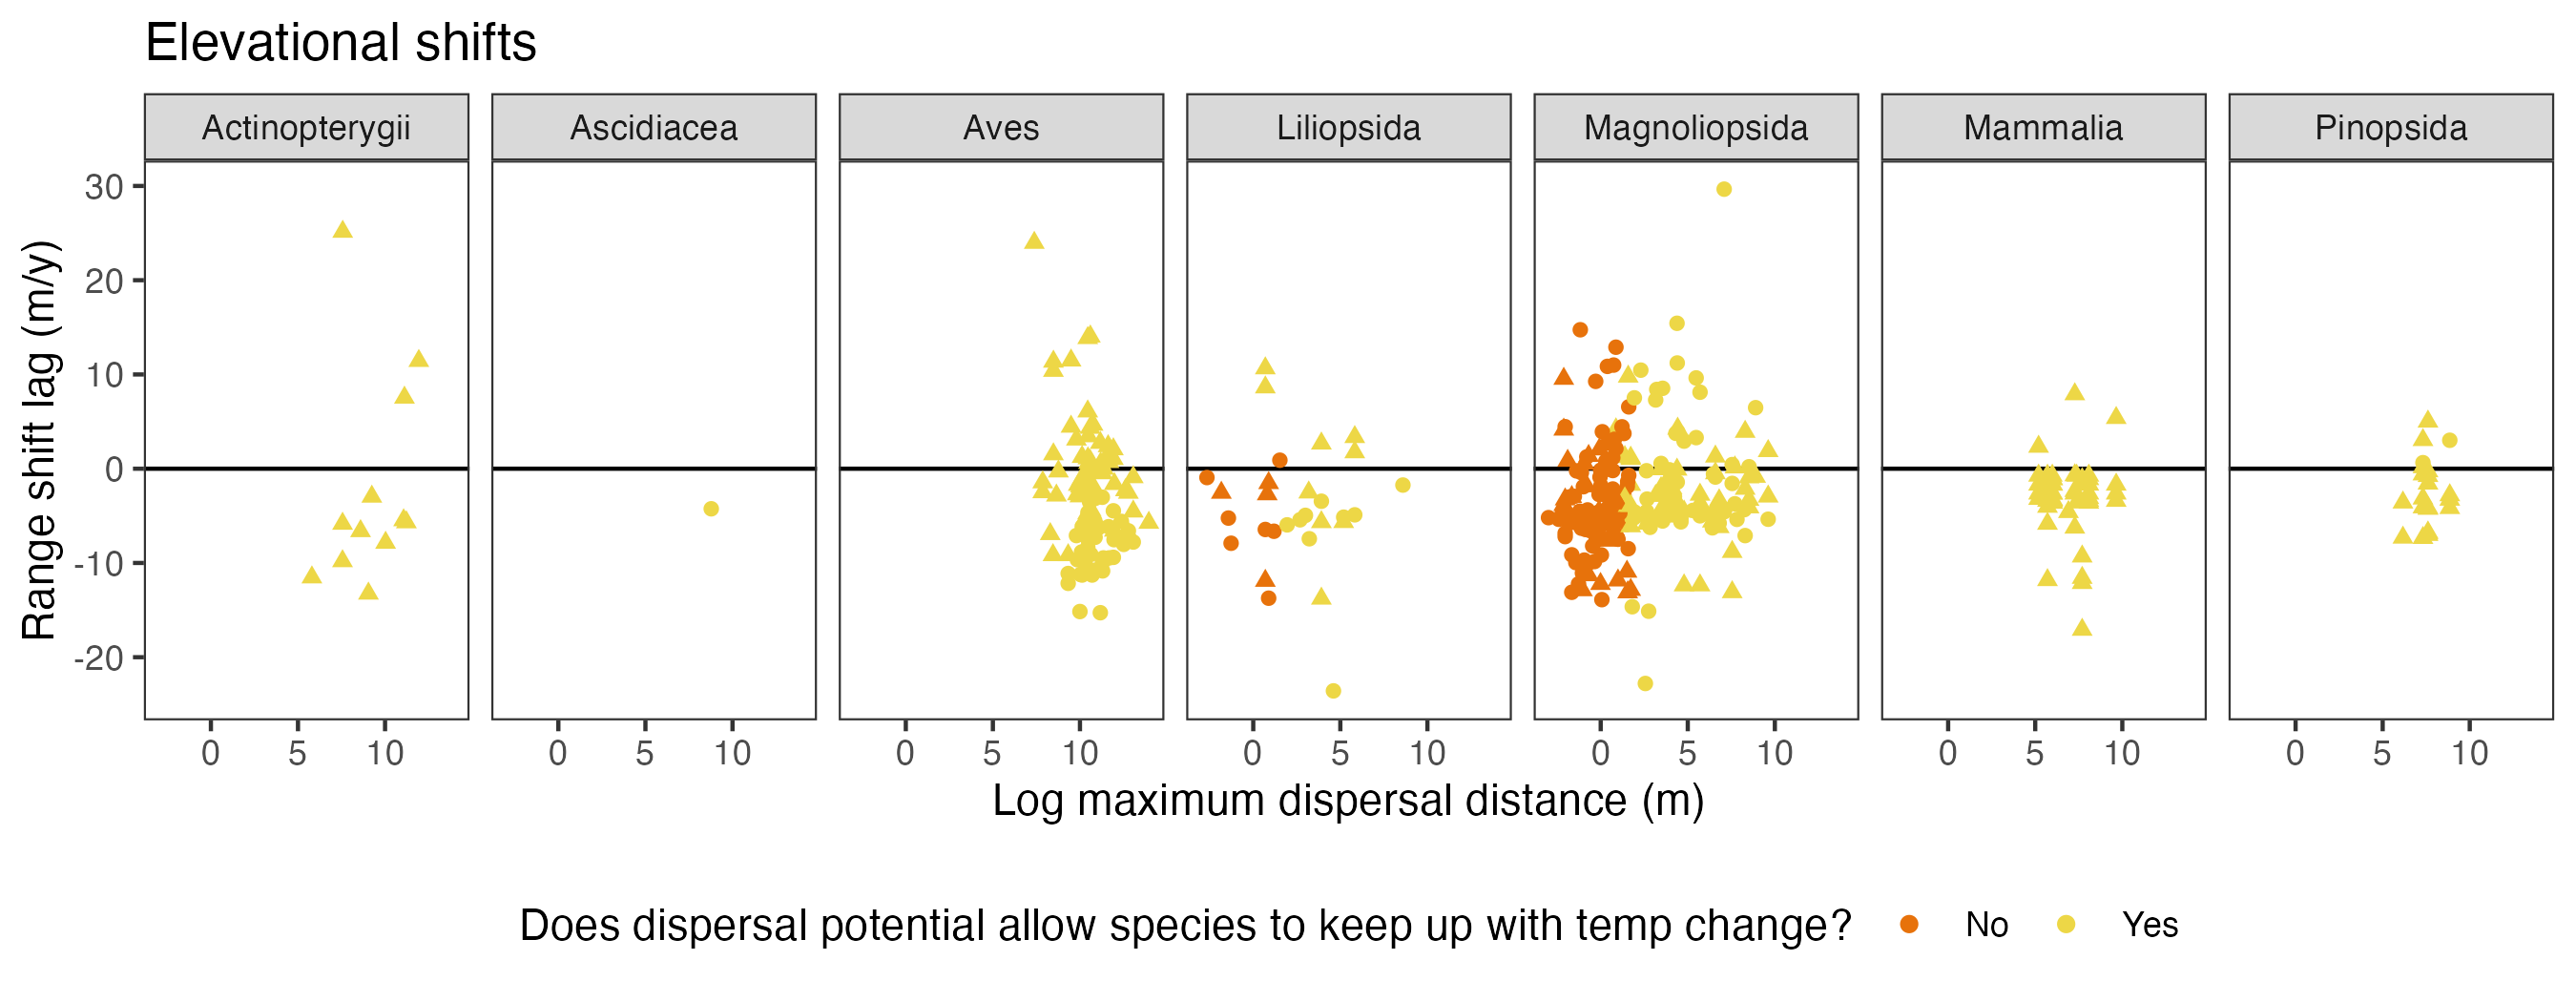 Elevational shifts
Actinopterygii Ascidiacea Aves Liliopsida Magnoliopsida Mammalia Pinopsida
Range shift lag (m/y)
30
20
10
0
-10
-20
0 5 10 0 5 10 0 5 10 0 5 10 0 5 10 0 5 10 0 5 10
Log maximum dispersal distance (m)
Does dispersal potential allow species to keep up with temp change? No Yes